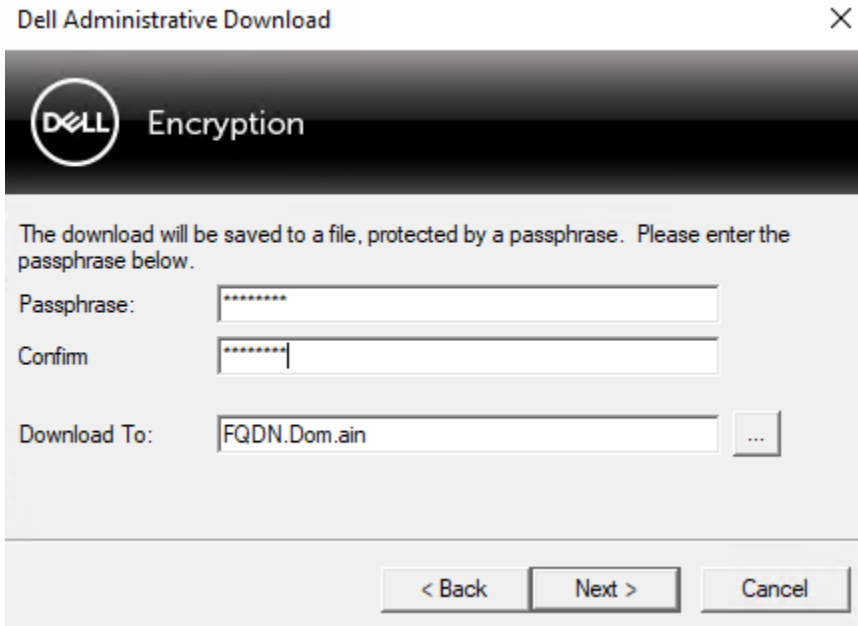 Dell Administrative Download
DELL Encryption
The download will be saved to a file, protected by a passphrase. Please enter the
passphrase below.
Passphrase: ********
Confirm ********
Download To: FQDN.Dom.ain ...
< Back Next > Cancel